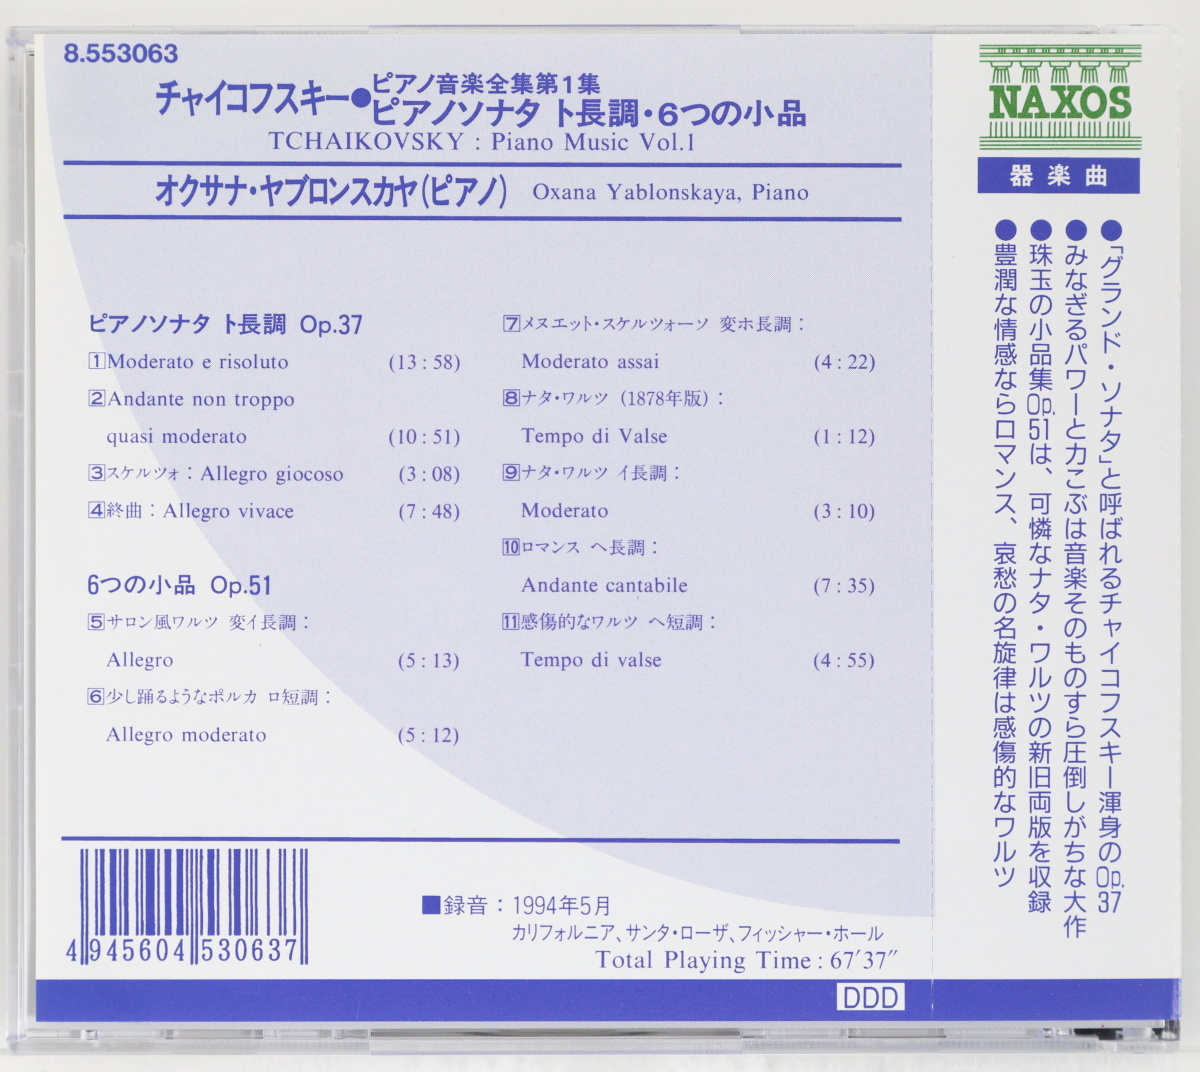 8.553063
チャイコフスキー●ピアノ音楽全集第1集
ピアノソナタ ト長調・6つの小品
TCHAIKOVSKY : Piano Music Vol.1
オクサナ・ヤブロンスカヤ(ピアノ) Oxana Yablonskaya, Piano
ピアノソナタ ト長調 Op.37
1 Moderato e risoluto (13 : 58)
2 Andante non troppo
quasi moderato (10 : 51)
3 スケルツォ : Allegro giocoso (3 : 08)
4 終曲 : Allegro vivace (7 : 48)
6つの小品 Op.51
5 サロン風ワルツ 変イ長調 :
Allegro (5 : 13)
6 少し踊るようなポルカ ロ短調 :
Allegro moderato (5 : 12)
7 メヌエット・スケルツォーソ 変ホ長調 :
Moderato assai (4 : 22)
8 ナタ・ワルツ (1878年版) :
Tempo di Valse (1 : 12)
9 ナタ・ワルツ イ長調 :
Moderato (3 : 10)
10 ロマンス ヘ長調 :
Andante cantabile (7 : 35)
11 感傷的なワルツ ヘ短調 :
Tempo di valse (4 : 55)
4 945604 530637
■録音 : 1994年5月
カリフォルニア、サンタ・ローザ、フィッシャー・ホール
Total Playing Time : 67′37″
DDD
NAXOS
器楽曲
●「グランド・ソナタ」と呼ばれるチャイコフスキー渾身のOp.37
●みなぎるパワーと力こぶは音楽そのものすら圧倒しがちな大作
●珠玉の小品集Op.51は、可憐なナタ・ワルツの新旧両版を収録
●豊潤な情感ならロマンス、哀愁の名旋律は感傷的なワルツ